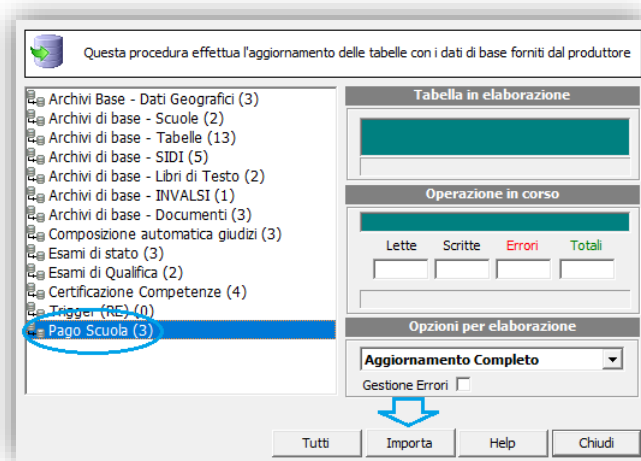 Questa procedura effettua l'aggiornamento delle tabelle con i dati di base forniti dal produttore
Archivi Base - Dati Geografici (3)
Archivi di base - Scuole (2)
Archivi di base - Tabelle (13)
Archivi di base - SIDI (5)
Archivi di base - Libri di Testo (2)
Archivi di base - INVALSI (1)
Archivi di base - Documenti (3)
Composizione automatica giudizi (3)
Esami di stato (3)
Esami di Qualifica (2)
Certificazione Competenze (4)
Trigger (RE) (0)
Pago Scuola (3)
Tabella in elaborazione
Operazione in corso
Lette Scritte Errori Totali
Opzioni per elaborazione
Aggiornamento Completo
Gestione Errori
Tutti Importa Help Chiudi